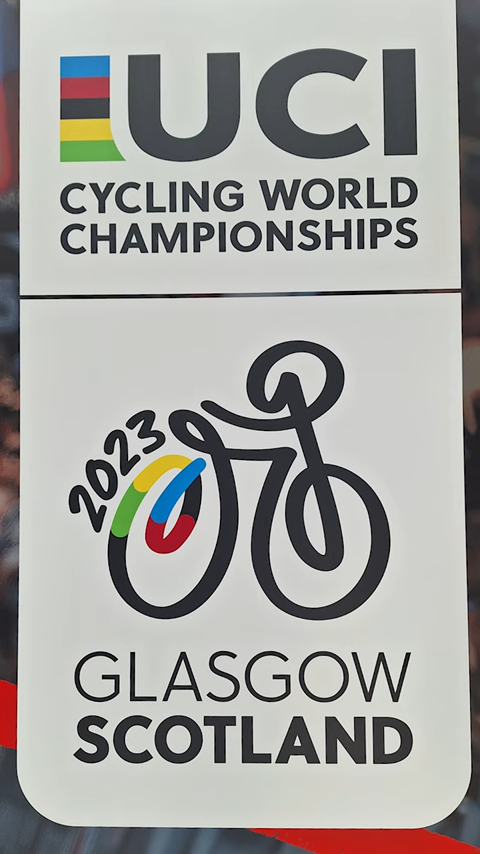 UCI
CYCLING WORLD
CHAMPIONSHIPS
2023
GLASGOW
SCOTLAND